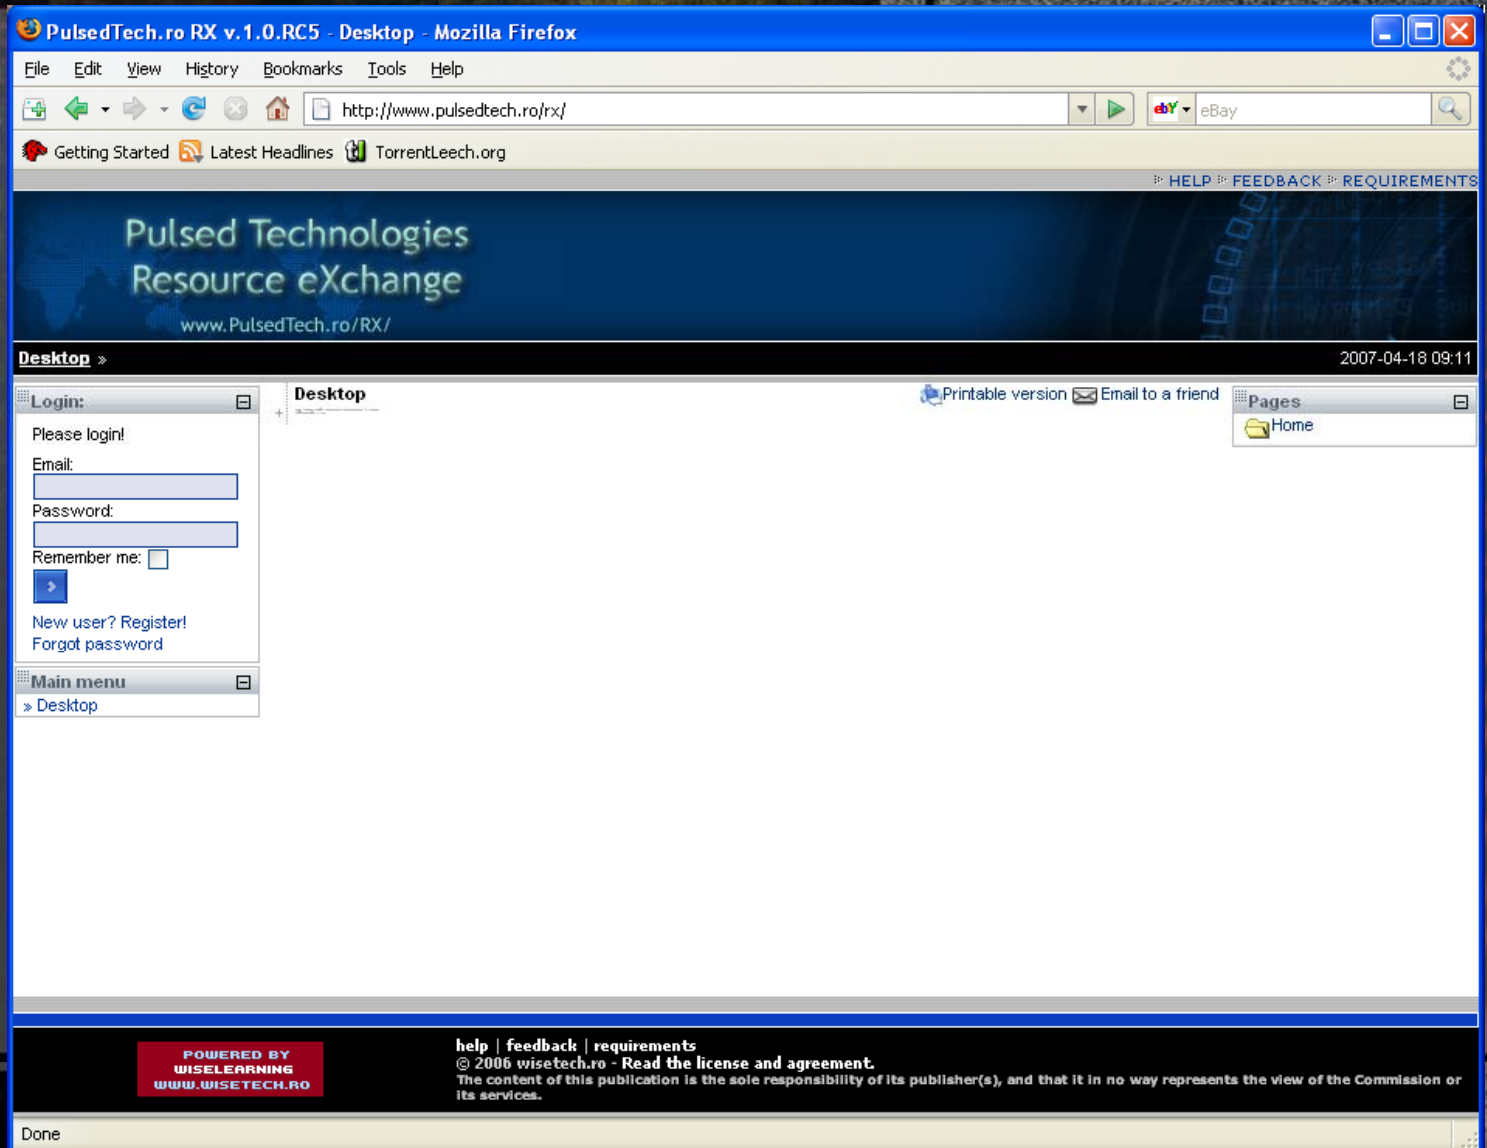 PulsedTech.ro RX v.1.0.RC5 - Desktop - Mozilla Firefox
File Edit View History Bookmarks Tools Help
http://www.pulsedtech.ro/rx/ ebY eBay
Getting Started Latest Headlines TorrentLeech.org
HELP FEEDBACK REQUIREMENTS
Pulsed Technologies
Resource eXchange
www.PulsedTech.ro/RX/
Desktop » 2007-04-18 09:11
Login:
Please login!
Email:
Password:
Remember me:
New user? Register!
Forgot password
Main menu
» Desktop
Desktop
Printable version Email to a friend
Pages
Home
POWERED BY
WISELEARNING
WWW.WISETECH.RO
help | feedback | requirements
© 2006 wisetech.ro - Read the license and agreement.
The content of this publication is the sole responsibility of its publisher(s), and that it in no way represents the view of the Commission or
its services.
Done